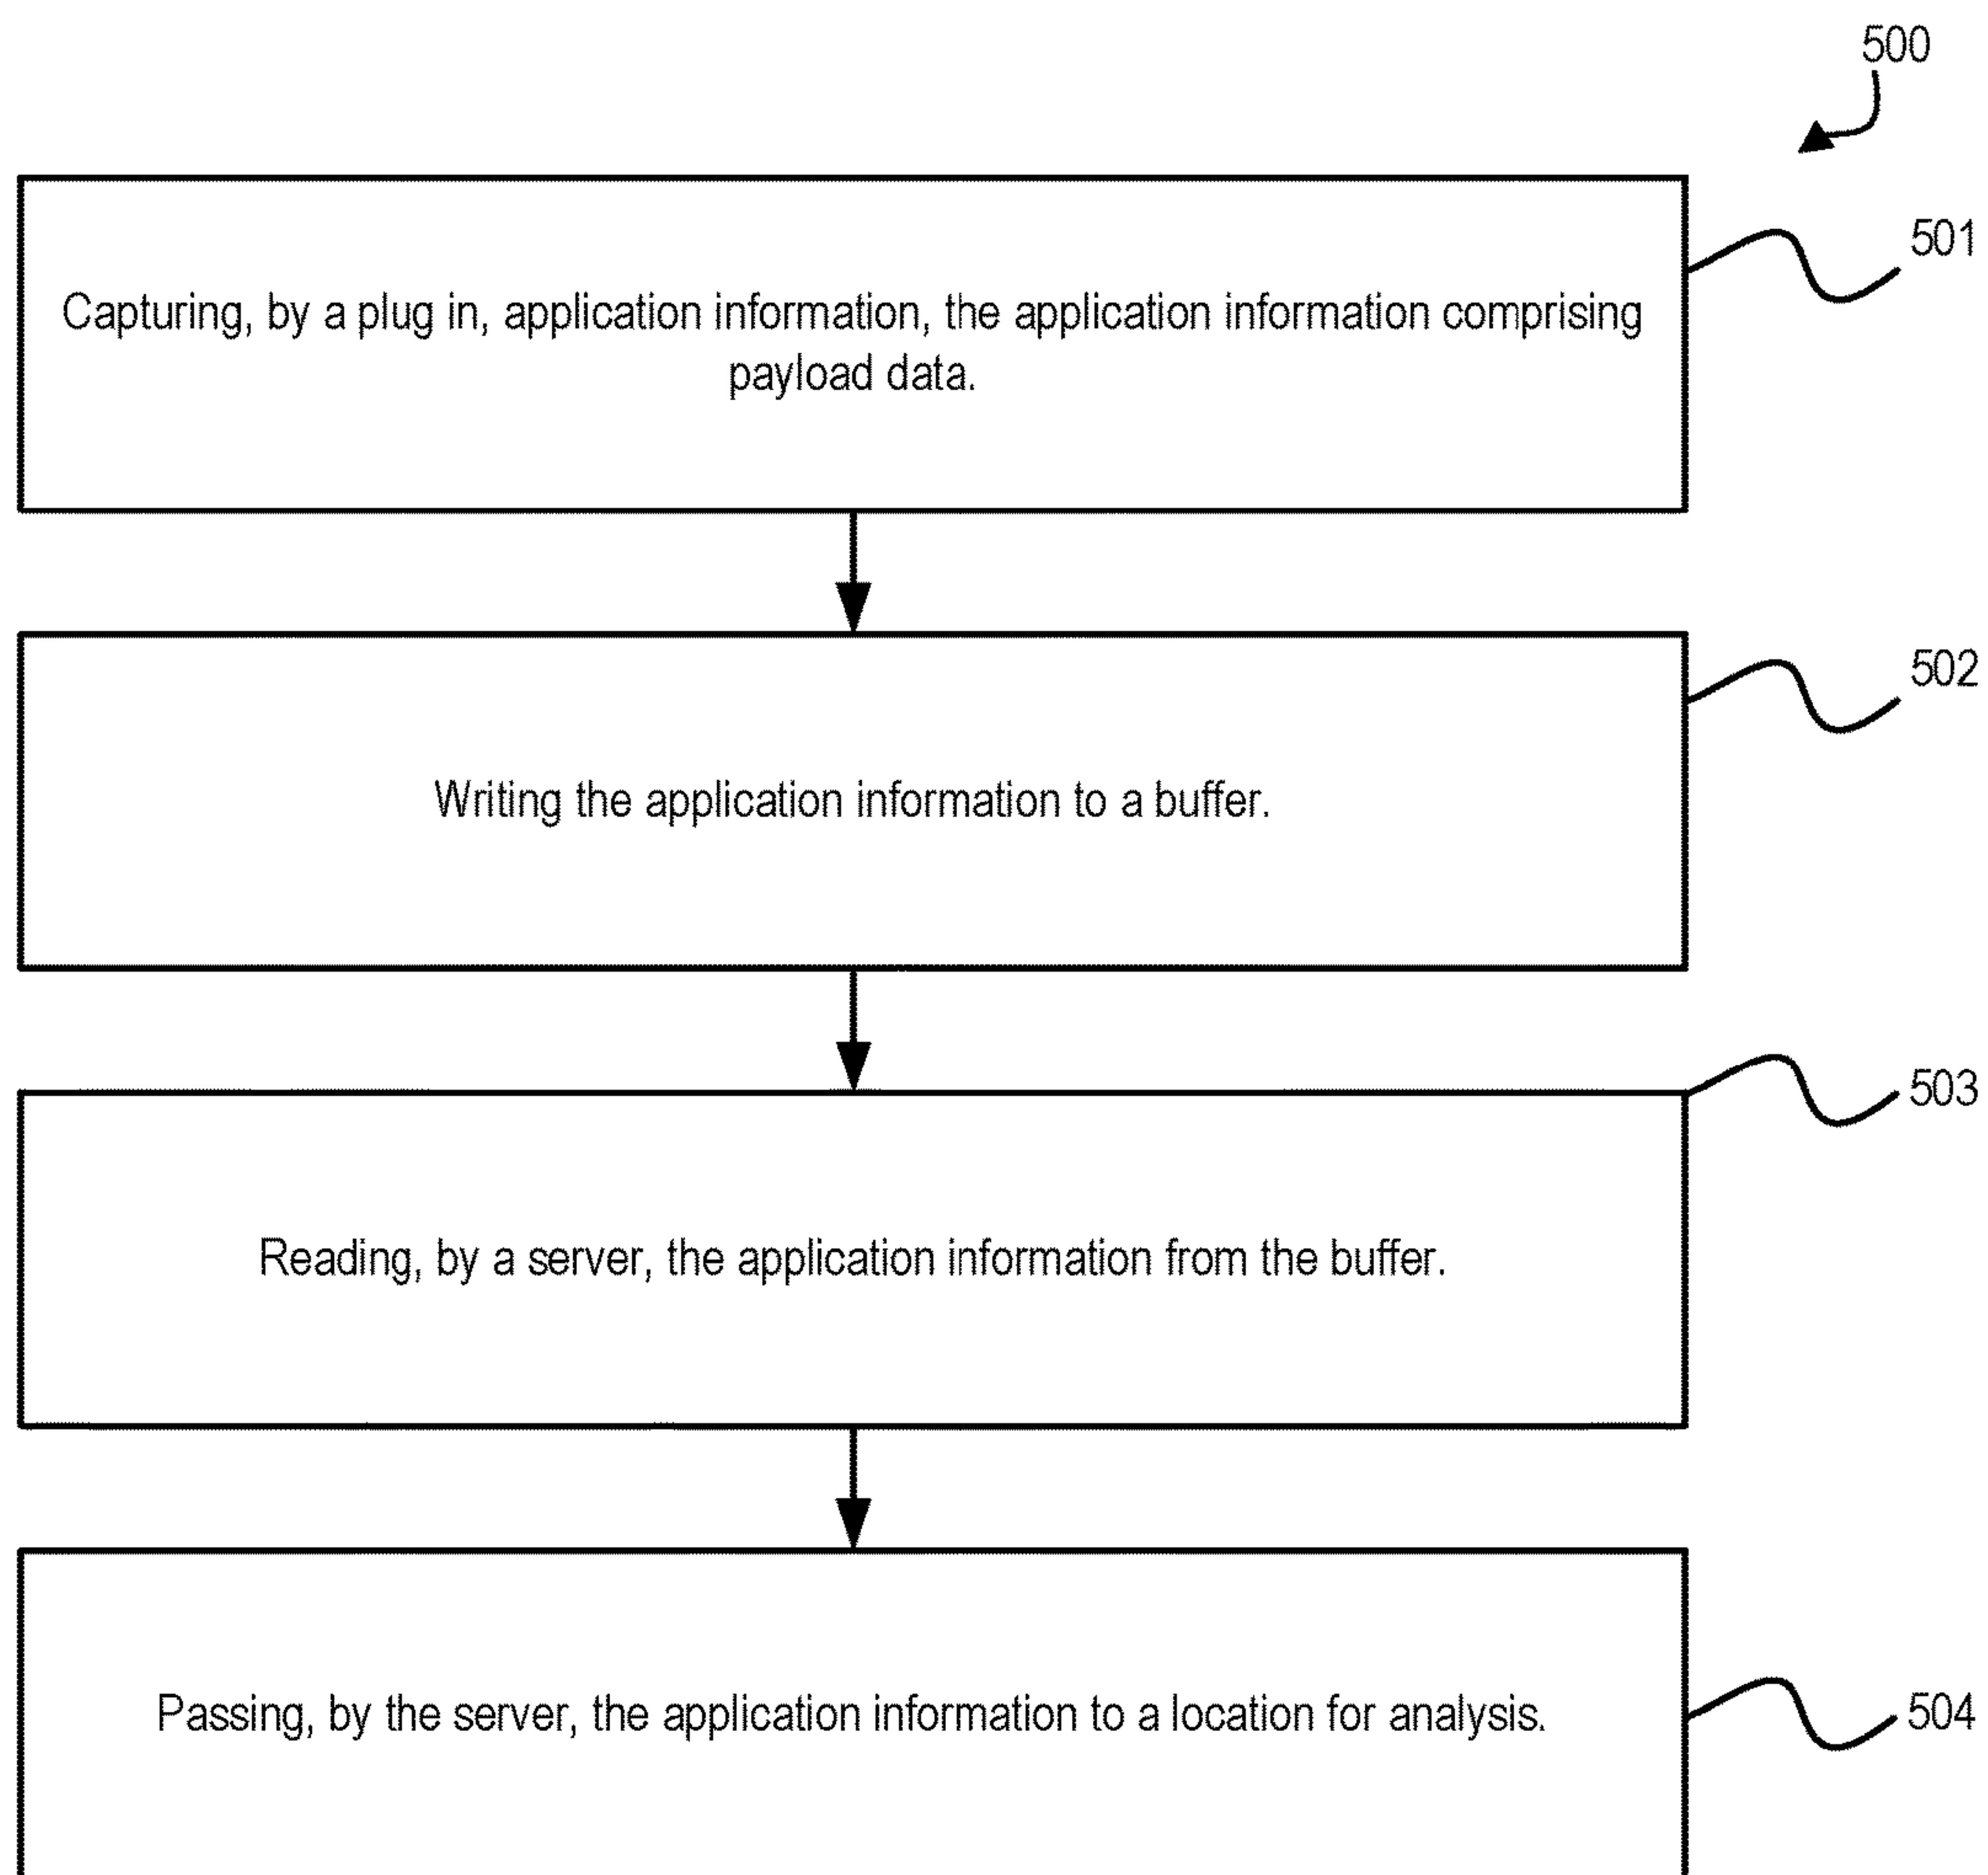 500
501
Capturing, by a plug in, application information, the application information comprising
payload data.
502
Writing the application information to a buffer.
503
Reading, by a server, the application information from the buffer.
504
Passing, by the server, the application information to a location for analysis.